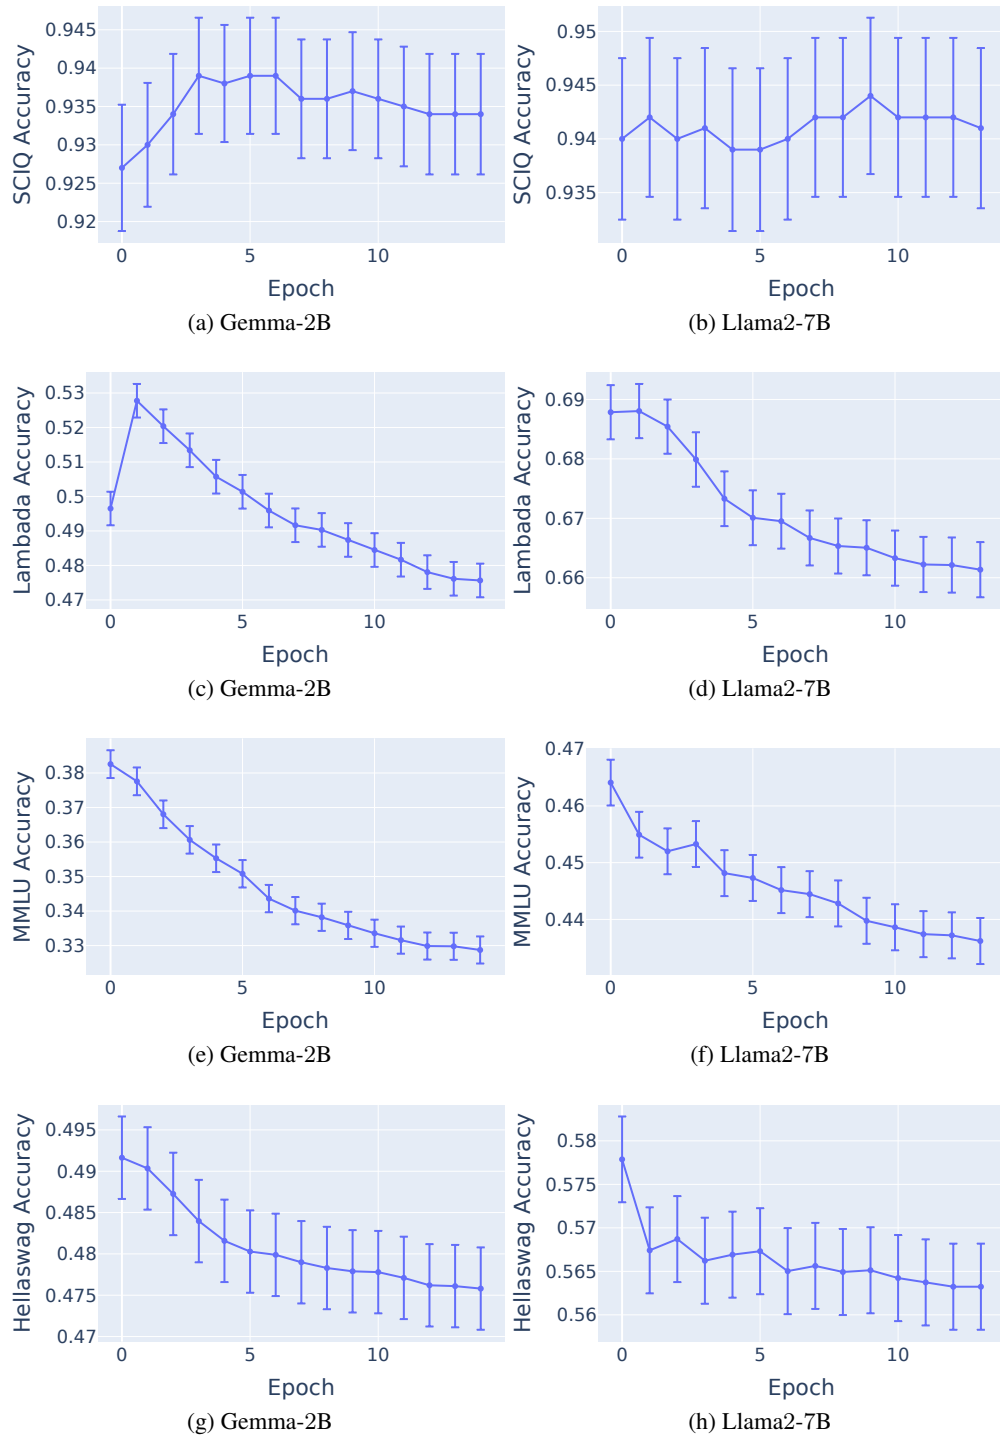 SCIQ Accuracy
0.945
0.94
0.935
0.93
0.925
0.92
0
5
10
Epoch
(a) Gemma-2B
SCIQ Accuracy
0.95
0.945
0.94
0.935
0
5
10
Epoch
(b) Llama2-7B
Lambada Accuracy
0.53
0.52
0.51
0.5
0.49
0.48
0.47
0
5
10
Epoch
(c) Gemma-2B
Lambada Accuracy
0.69
0.68
0.67
0.66
0
5
10
Epoch
(d) Llama2-7B
MMLU Accuracy
0.38
0.37
0.36
0.35
0.34
0.33
0
5
10
Epoch
(e) Gemma-2B
MMLU Accuracy
0.47
0.46
0.45
0.44
0
5
10
Epoch
(f) Llama2-7B
Hellaswag Accuracy
0.495
0.49
0.485
0.48
0.475
0.47
0
5
10
Epoch
(g) Gemma-2B
Hellaswag Accuracy
0.58
0.575
0.57
0.565
0.56
0
5
10
Epoch
(h) Llama2-7B